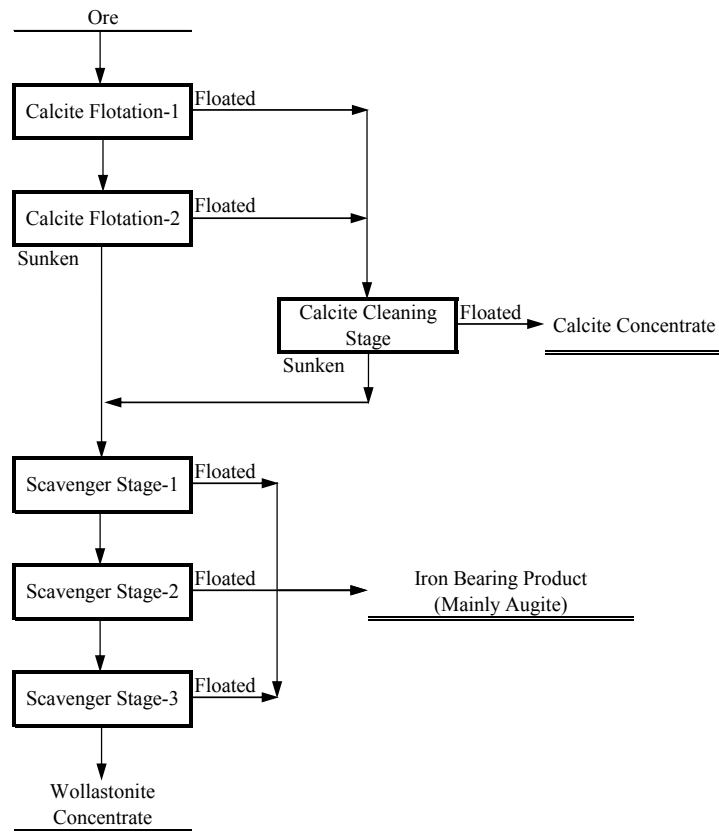 Ore
Calcite Flotation-1
Floated
Calcite Flotation-2
Floated
Sunken
Calcite Cleaning
Stage
Floated
Calcite Concentrate
Sunken
Scavenger Stage-1
Floated
Scavenger Stage-2
Floated
Iron Bearing Product
(Mainly Augite)
Scavenger Stage-3
Floated
Wollastonite
Concentrate